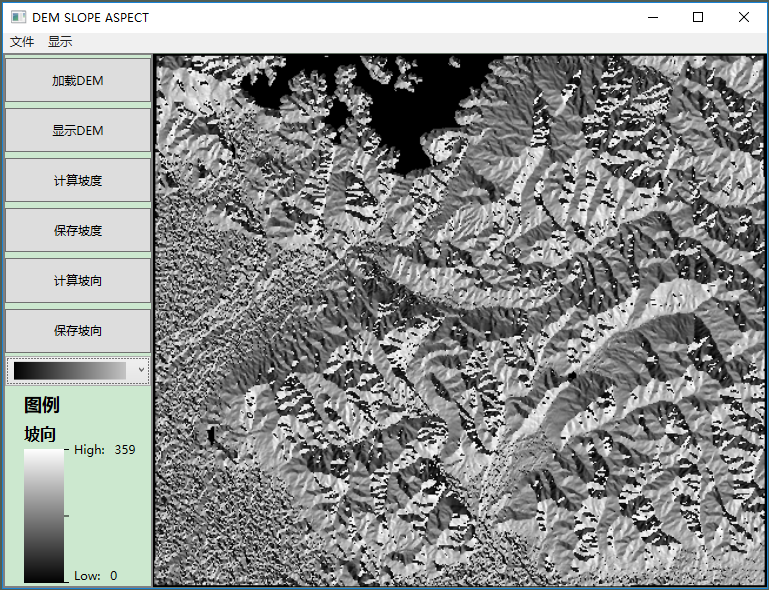 DEM SLOPE ASPECT
文件 显示
加载DEM
显示DEM
计算坡度
保存坡度
计算坡向
保存坡向
图例
坡向
High: 359
Low: 0